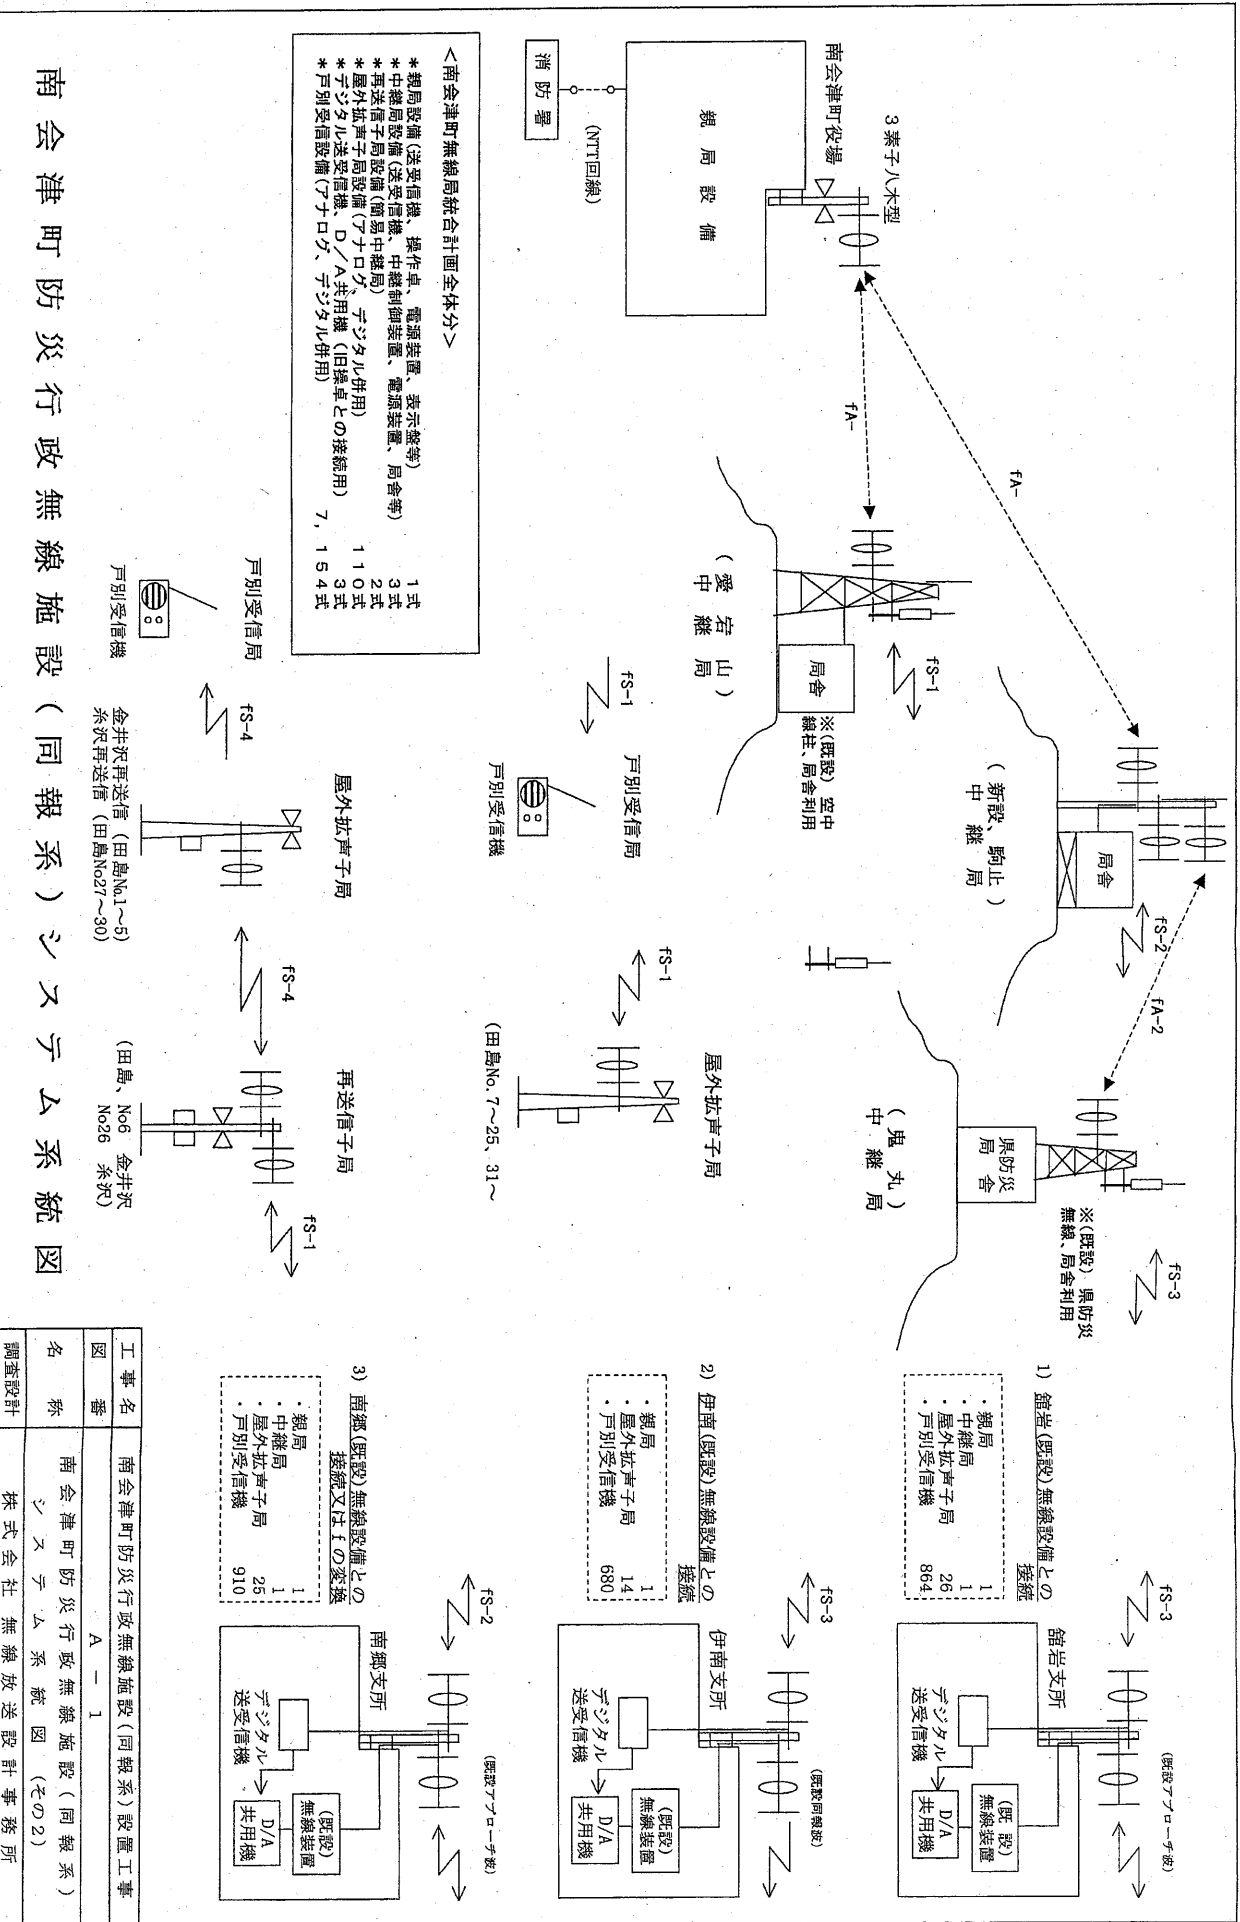 3素子八木型
南会津町役場
親局設備
(NTT回線)
消防署
fA-
fA-
fS-1
局舎
※(既設) 空中
線柱、局舎利用
(愛宕山)
中継局
局舎
(新設、駒止)
中継局
fS-2
fA-2
県防災
局舎
(鬼丸)
中継局
※(既設) 県防災
無線、局舎利用
fS-3
<南会津町無線局統合計画全体分>
*親局設備(送受信機、操作卓、電源装置、表示盤等) 1式
*中継局設備(送受信機、中継制御装置、電源装置、局舎等) 3式
*再送信子局設備(簡易中継局) 2式
*屋外拡声子局設備(アナログ、デジタル併用) 110式
*デジタル送受信機、D/A共用機(旧操卓との接続用) 3式
*戸別受信設備(アナログ、デジタル併用) 7,154式
fS-1
戸別受信局
戸別受信機
fS-1
屋外拡声子局
(田島No.7~25、31~
戸別受信局
戸別受信機
fS-4
屋外拡声子局
金井沢再送信 (田島No.1~5)
糸沢再送信 (田島No27~30)
fS-4
再送信子局
(田島、No6 金井沢
No26 糸沢)
fS-1
1) 舘岩(既設)無線設備との
接続
・親局 1
・中継局 1
・屋外拡声子局 26
・戸別受信機 864
fS-3
(既設アプローチ波)
舘岩支所
デジタル
送受信機
(既設)
無線装置
D/A
共用機
2) 伊南(既設)無線設備との
接続
・親局 1
・屋外拡声子局 14
・戸別受信機 680
fS-3
(既設同報波)
伊南支所
デジタル
送受信機
(既設)
無線装置
D/A
共用機
3) 南郷(既設)無線設備との
接続又はfの変換
・親局 1
・中継局 1
・屋外拡声子局 25
・戸別受信機 910
fS-2
(既設アプローチ波)
南郷支所
デジタル
送受信機
(既設)
無線装置
D/A
共用機
南会津町防災行政無線施設(同報系)システム系統図
工事名 南会津町防災行政無線施設(同報系)設置工事
図番 A-1
名称 南会津町防災行政無線施設(同報系)
システム系統図 (その2)
調査設計 株式会社 無線放送設計事務所